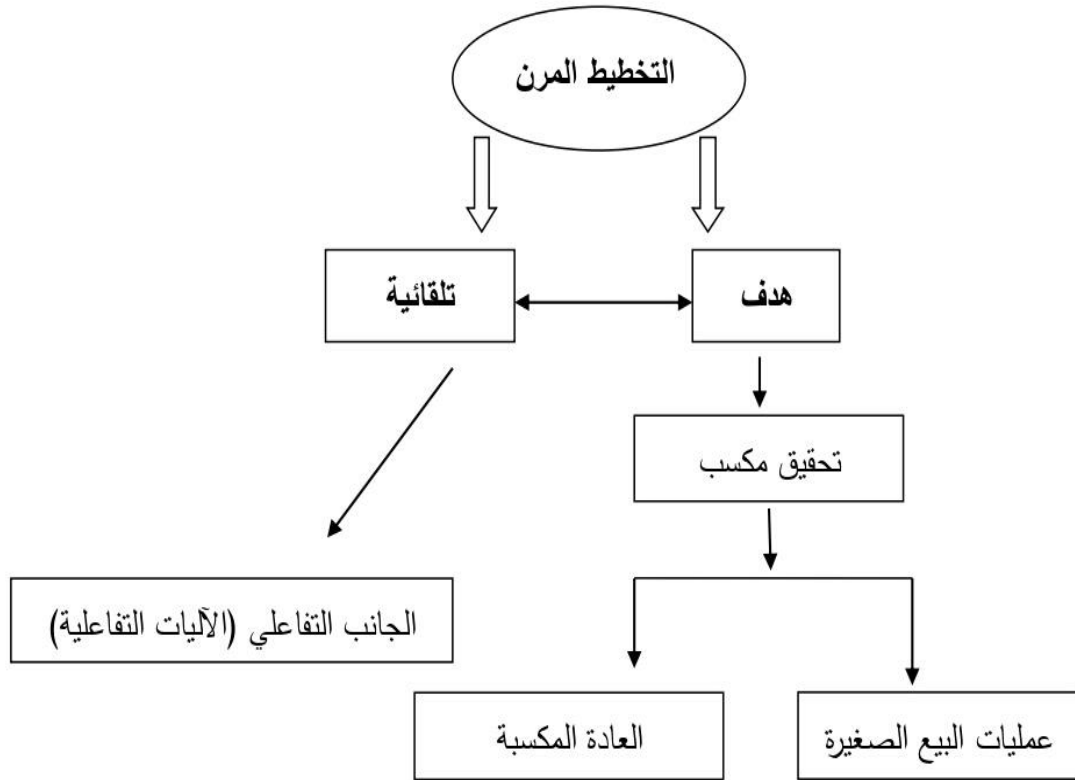 التخطيط المرن
هدف
تلقائية
تحقيق مكسب
الجانب التفاعلي (الآليات التفاعلية)
عمليات البيع الصغيرة
العادة المكسبة